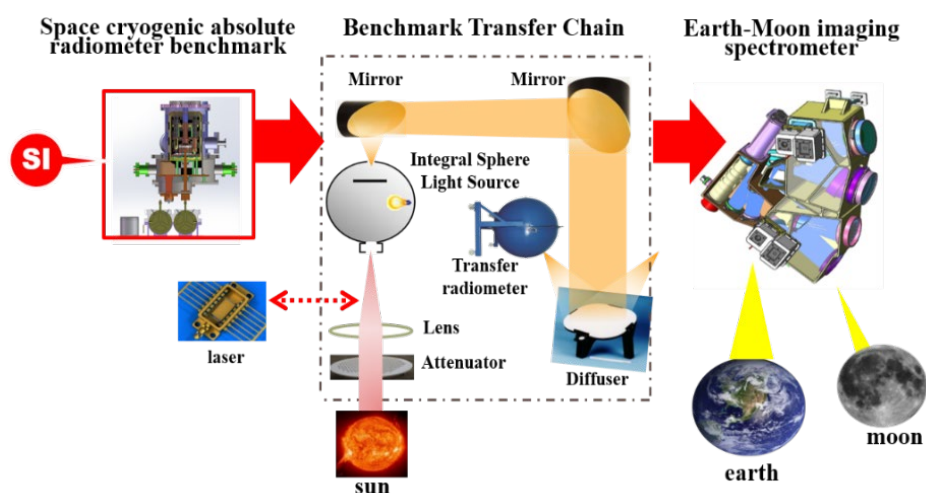 Space cryogenic absolute
radiometer benchmark
Benchmark Transfer Chain
Earth-Moon imaging
spectrometer
Mirror
Mirror
SI
Integral Sphere
Light Source
Transfer
radiometer
laser
Lens
Attenuator
Diffuser
sun
earth
moon